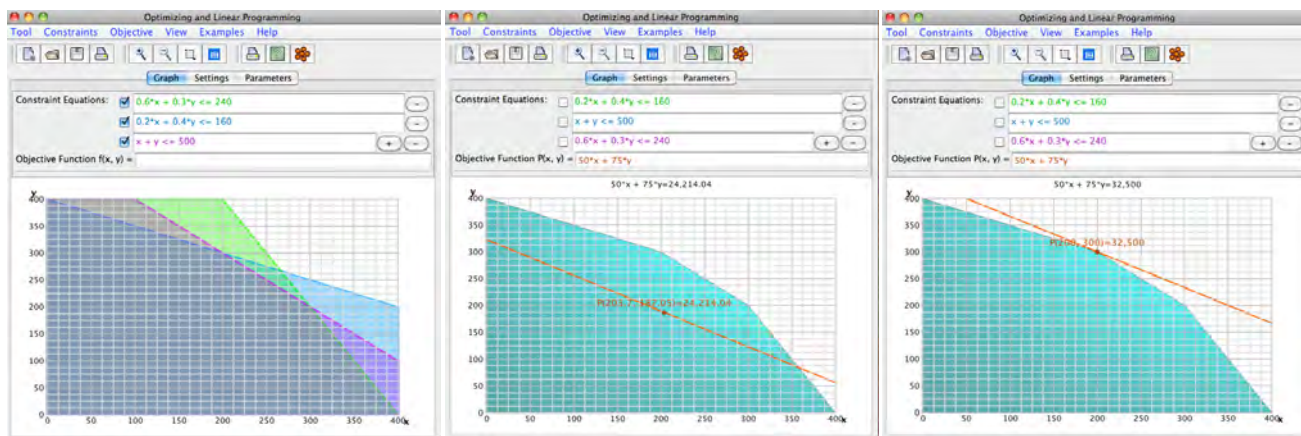 Optimizing and Linear Programming
Tool Constraints Objective View Examples Help
Graph Settings Parameters
Constraint Equations: 0.6*x + 0.3*y <= 240 -
0.2*x + 0.4*y <= 160 -
x + y <= 500 + -
Objective Function f(x, y) =
y
400
350
300
250
200
150
100
50
0
0 50 100 150 200 250 300 350 400 x
Optimizing and Linear Programming
Tool Constraints Objective View Examples Help
Graph Settings Parameters
Constraint Equations: 0.2*x + 0.4*y <= 160 -
x + y <= 500 -
0.6*x + 0.3*y <= 240 + -
Objective Function P(x, y) = 50*x + 75*y
50*x + 75*y=24,214.04
y
400
350
300
250
200
P(203.7, 187.05)=24,214.04
150
100
50
0
0 50 100 150 200 250 300 350 400 x
Optimizing and Linear Programming
Tool Constraints Objective View Examples Help
Graph Settings Parameters
Constraint Equations: 0.2*x + 0.4*y <= 160 -
x + y <= 500 -
0.6*x + 0.3*y <= 240 + -
Objective Function P(x, y) = 50*x + 75*y
50*x + 75*y=32,500
y
400
350
P(200, 300)=32,500
300
250
200
150
100
50
0
0 50 100 150 200 250 300 350 400 x